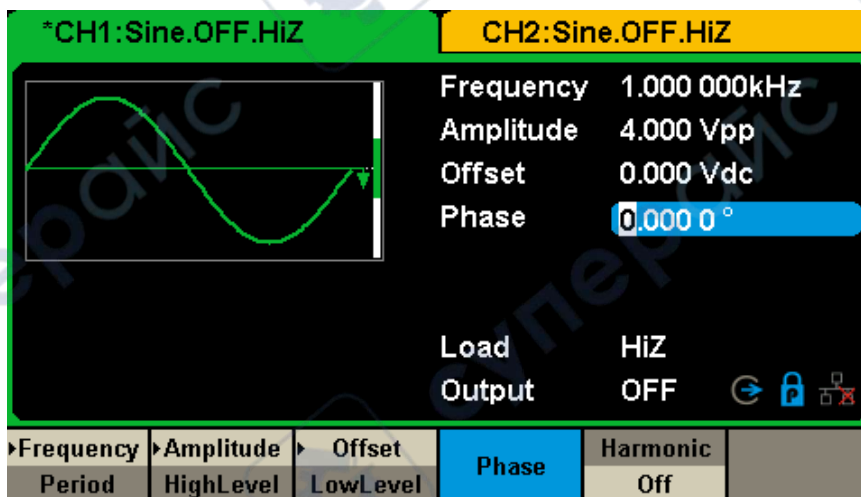 *CH1:Sine.OFF.HiZ
CH2:Sine.OFF.HiZ
Frequency 1.000 000kHz
Amplitude 4.000 Vpp
Offset 0.000 Vdc
Phase 0.000 0 °
Load HiZ
Output OFF
P
Frequency Amplitude Offset Phase Harmonic
Period HighLevel LowLevel Off
суперайс